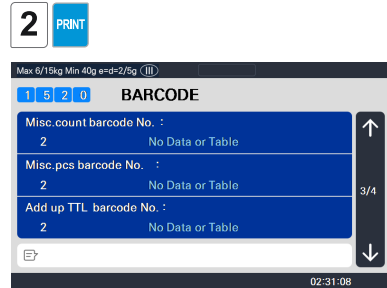 2 PRINT
Max 6/15kg Min 40g e=d=2/5g III
1 5 2 0 BARCODE
Misc.count barcode No. :
2 No Data or Table
Misc.pcs barcode No. :
2 No Data or Table
3/4
Add up TTL barcode No. :
2 No Data or Table
02:31:08